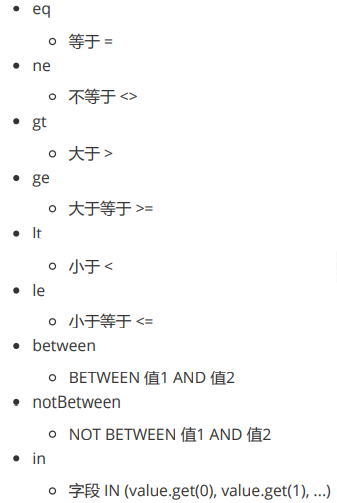 eq
等于 =
ne
不等于 <>
gt
大于 >
ge
大于等于 >=
lt
小于 <
le
小于等于 <=
between
BETWEEN 值1 AND 值2
notBetween
NOT BETWEEN 值1 AND 值2
in
字段 IN (value.get(0), value.get(1), ...)